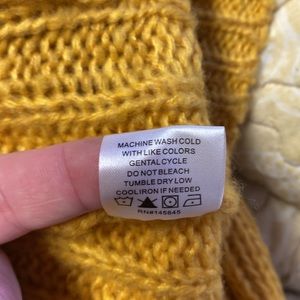 MACHINE WASH COLD
WITH LIKE COLORS
GENTAL CYCLE
DO NOT BLEACH
TUMBLE DRY LOW
COOL IRON IF NEEDED
RN#145645